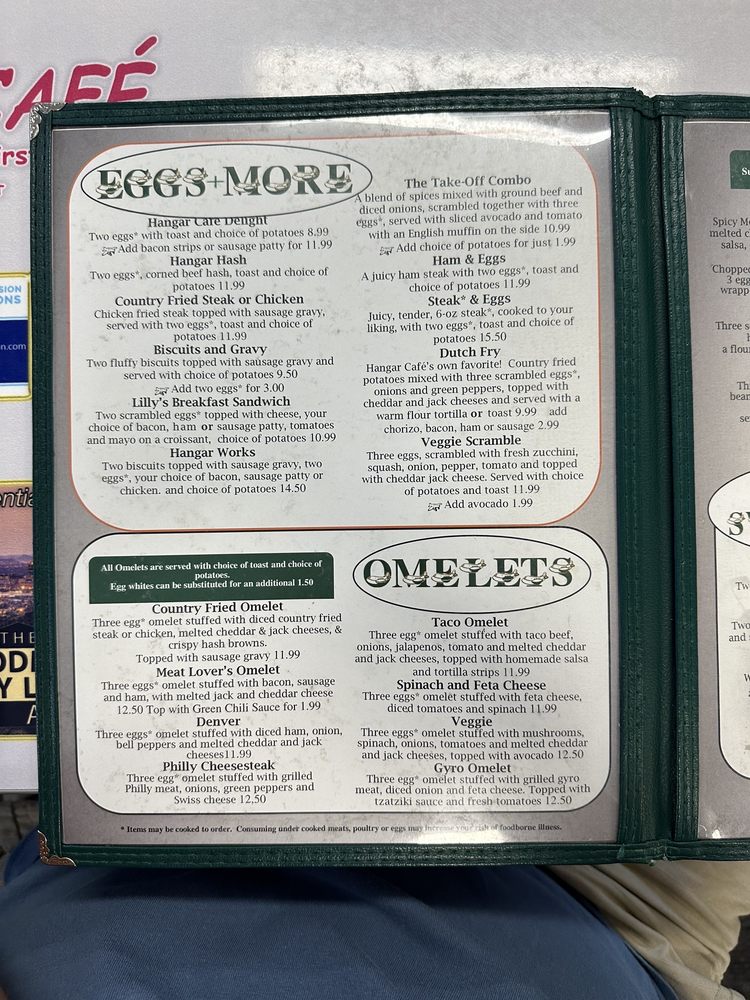 CAFÉ
EGGS+MORE
Hangar Cafe Delight
Two eggs* with toast and choice of potatoes 8.99
Add bacon strips or sausage patty for 11.99
Hangar Hash
Two eggs*, corned beef hash, toast and choice of
potatoes 11.99
Country Fried Steak or Chicken
Chicken fried steak topped with sausage gravy,
served with two eggs*, toast and choice of
potatoes 11.99
Biscuits and Gravy
Two fluffy biscuits topped with sausage gravy and
served with choice of potatoes 9.50
Add two eggs* for 3.00
Lilly's Breakfast Sandwich
Two scrambled eggs* topped with cheese, your
choice of bacon, ham or sausage patty, tomatoes
and mayo on a croissant, choice of potatoes 10.99
Hangar Works
Two biscuits topped with sausage gravy, two
eggs*, your choice of bacon, sausage patty or
chicken. and choice of potatoes 14.50
The Take-Off Combo
A blend of spices mixed with ground beef and
diced onions, scrambled together with three
eggs*, served with sliced avocado and tomato
with an English muffin on the side 10.99
Add choice of potatoes for just 1.99
Ham & Eggs
A juicy ham steak with two eggs*, toast and
choice of potatoes 11.99
Steak* & Eggs
Juicy, tender, 6-oz steak*, cooked to your
liking, with two eggs*, toast and choice of
potatoes 15.50
Dutch Fry
Hangar Café's own favorite! Country fried
potatoes mixed with three scrambled eggs*,
onions and green peppers, topped with
cheddar and jack cheeses and served with a
warm flour tortilla or toast 9.99 add
chorizo, bacon, ham or sausage 2.99
Veggie Scramble
Three eggs, scrambled with fresh zucchini,
squash, onion, pepper, tomato and topped
with cheddar jack cheese. Served with choice
of potatoes and toast 11.99
Add avocado 1.99
All Omelets are served with choice of toast and choice of
potatoes.
Egg whites can be substituted for an additional 1.50
OMELETS
Country Fried Omelet
Three egg* omelet stuffed with diced country fried
steak or chicken, melted cheddar & jack cheeses, &
crispy hash browns.
Topped with sausage gravy 11.99
Meat Lover's Omelet
Three eggs* omelet stuffed with bacon, sausage
and ham, with melted jack and cheddar cheese
12.50 Top with Green Chili Sauce for 1.99
Denver
Three eggs* omelet stuffed with diced ham, onion,
bell peppers and melted cheddar and jack
cheeses11.99
Philly Cheesesteak
Three egg* omelet stuffed with grilled
Philly meat, onions, green peppers and
Swiss cheese 12,50
Taco Omelet
Three egg* omelet stuffed with taco beef,
onions, jalapenos, tomato and melted cheddar
and jack cheeses, topped with homemade salsa
and tortilla strips 11.99
Spinach and Feta Cheese
Three eggs* omelet stuffed with feta cheese,
diced tomatoes and spinach 11.99
Veggie
Three eggs* omelet stuffed with mushrooms,
spinach, onions, tomatoes and melted cheddar
and jack cheeses, topped with avocado 12.50
Gyro Omelet
Three egg* omelet stuffed with grilled gyro
meat, diced onion and feta cheese. Topped with
tzatziki sauce and fresh tomatoes 12.50
* Items may be cooked to order. Consuming under cooked meats, poultry or eggs may increase your risk of foodborne illness.
Spicy
melted
salsa,
Three